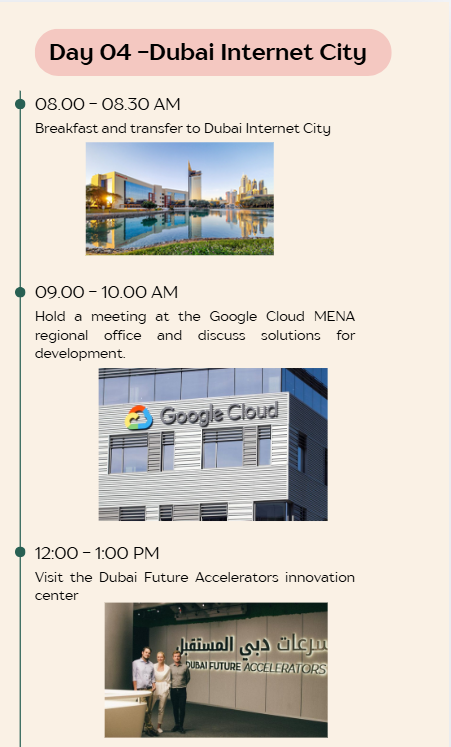 Day 04 –Dubai Internet City
08.00 – 08.30 AM
Breakfast and transfer to Dubai Internet City
09.00 – 10.00 AM
Hold a meeting at the Google Cloud MENA
regional office and discuss solutions for
development.
Google Cloud
12:00 – 1:00 PM
Visit the Dubai Future Accelerators innovation
center
مسرعات دبي المستقبل
DUBAI FUTURE ACCELERATORS